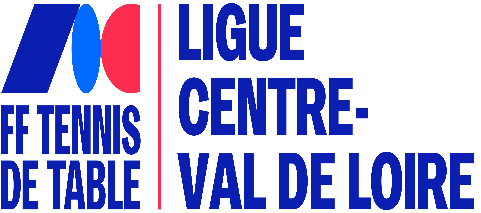 FF TENNIS
DE TABLE
LIGUE
CENTRE-
VAL DE LOIRE